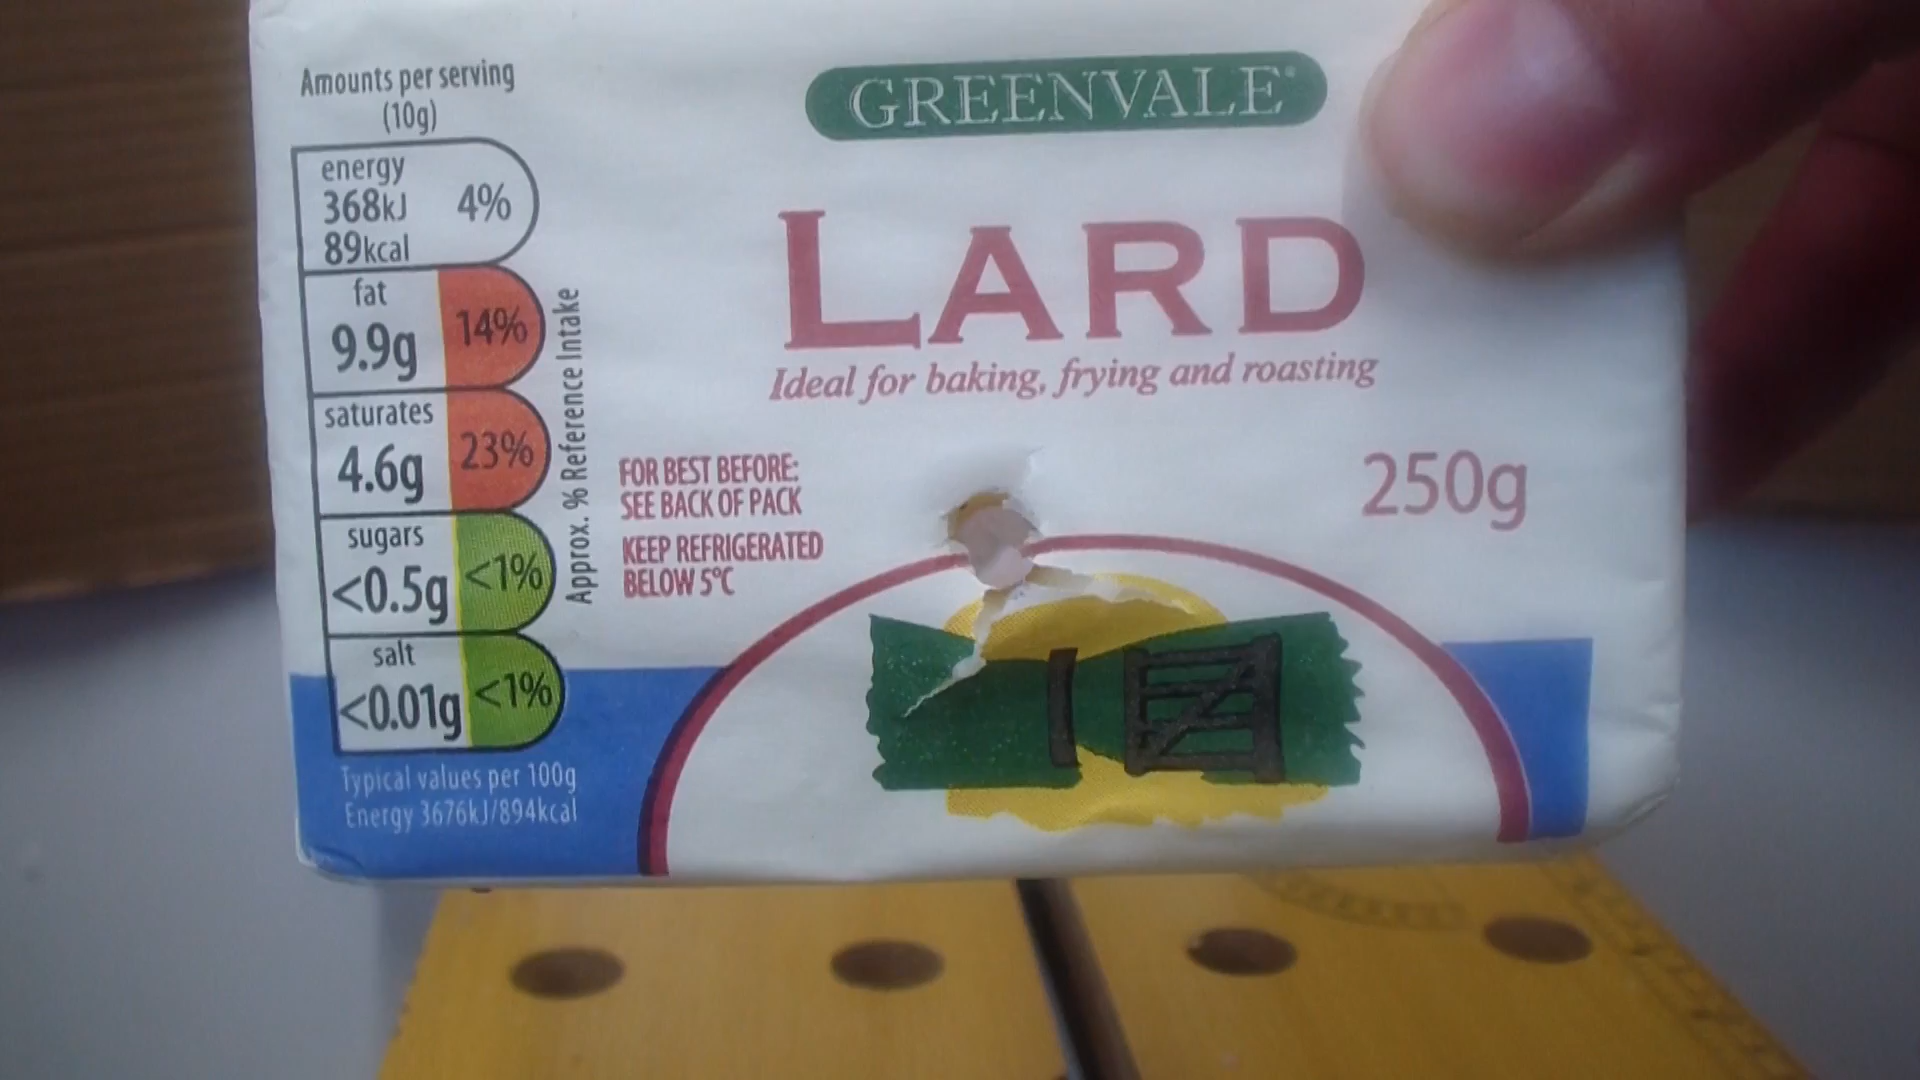 Amounts per serving
(10g)
energy
368kJ
89kcal
4%
fat
9.9g
14%
saturates
4.6g
23%
sugars
<0.5g
<1%
salt
<0.01g
<1%
Approx. % Reference Intake
Typical values per 100g
Energy 3676kJ/894kcal
GREENVALE
LARD
Ideal for baking, frying and roasting
FOR BEST BEFORE:
SEE BACK OF PACK
KEEP REFRIGERATED
BELOW 5°C
250g